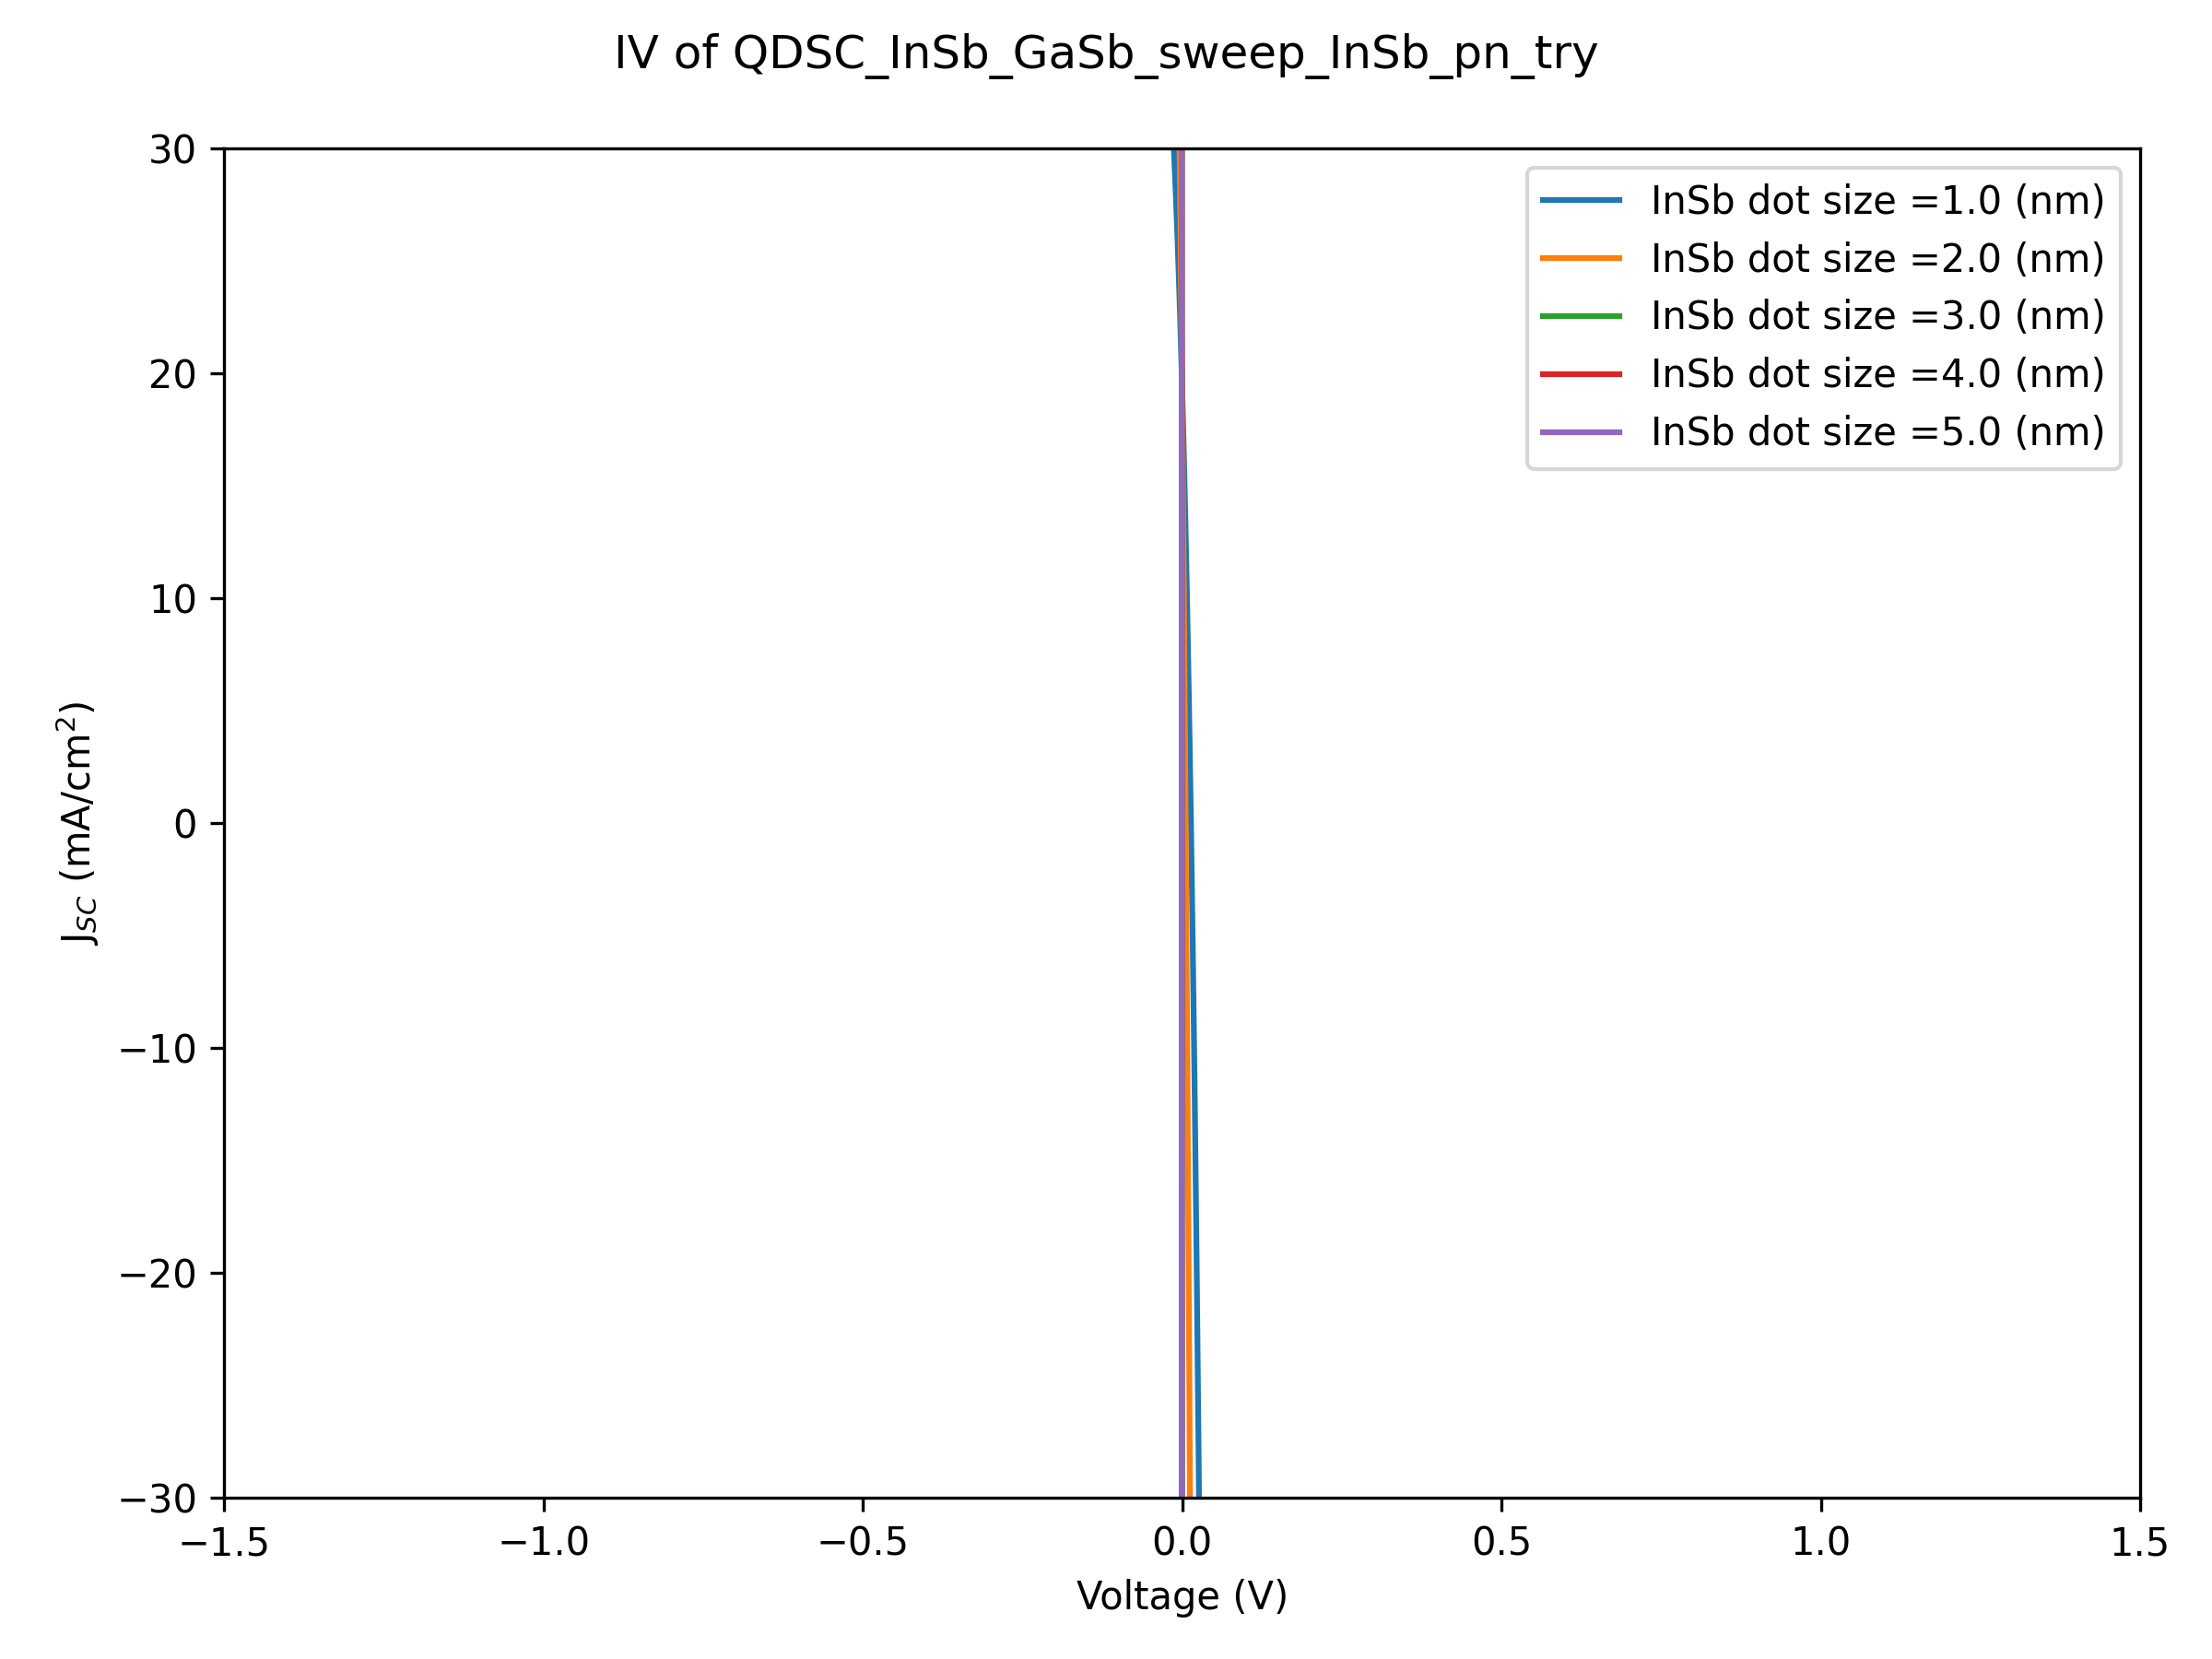 IV of QDSC_InSb_GaSb_sweep_InSb_pn_try
30
20
10
0
−10
−20
−30
J$_{SC}$ (mA/cm²)
InSb dot size =1.0 (nm)
InSb dot size =2.0 (nm)
InSb dot size =3.0 (nm)
InSb dot size =4.0 (nm)
InSb dot size =5.0 (nm)
−1.5 −1.0 −0.5 0.0 0.5 1.0 1.5
Voltage (V)